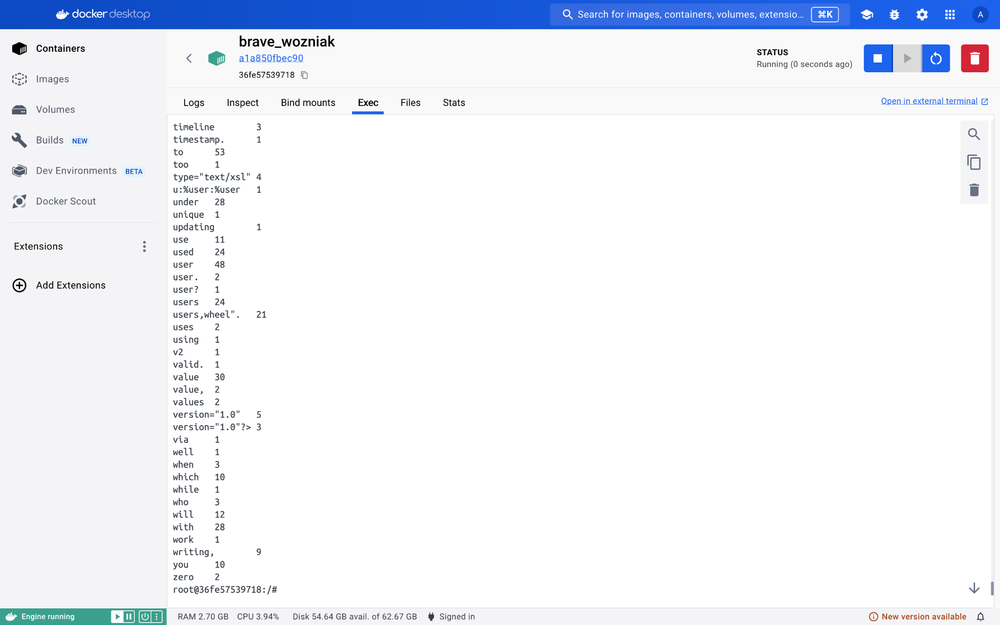 docker desktop
Search for images, containers, volumes, extensio... ⌘K
A
Containers
Images
Volumes
Builds NEW
Dev Environments BETA
Docker Scout
Extensions
Add Extensions
brave_wozniak
a1a850fbec90
36fe57539718
STATUS
Running (0 seconds ago)
Logs Inspect Bind mounts Exec Files Stats
Open in external terminal
timeline 3
timestamp. 1
to 53
too 1
type="text/xsl" 4
u:%user:%user 1
under 28
unique 1
updating 1
use 11
used 24
user 48
user. 2
user? 1
users 24
users,wheel". 21
uses 2
using 1
v2 1
valid. 1
value 30
value, 2
values 2
version="1.0" 5
version="1.0"?> 3
via 1
well 1
when 3
which 10
while 1
who 3
will 12
with 28
work 1
writing, 9
you 10
zero 2
root@36fe57539718:/#
Engine running
RAM 2.70 GB CPU 3.94% Disk 54.64 GB avail. of 62.67 GB Signed in
New version available